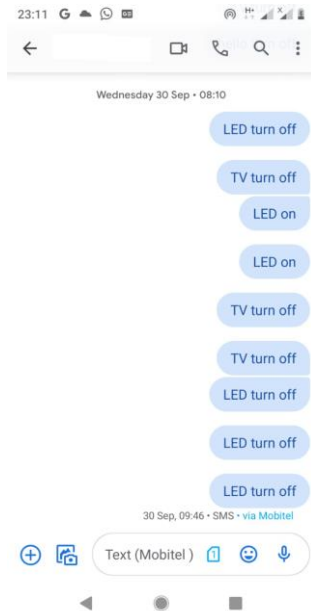 23:11
Wednesday 30 Sep • 08:10
LED turn off
TV turn off
LED on
LED on
TV turn off
TV turn off
LED turn off
LED turn off
LED turn off
30 Sep, 09:46 • SMS • via Mobitel
Text (Mobitel )